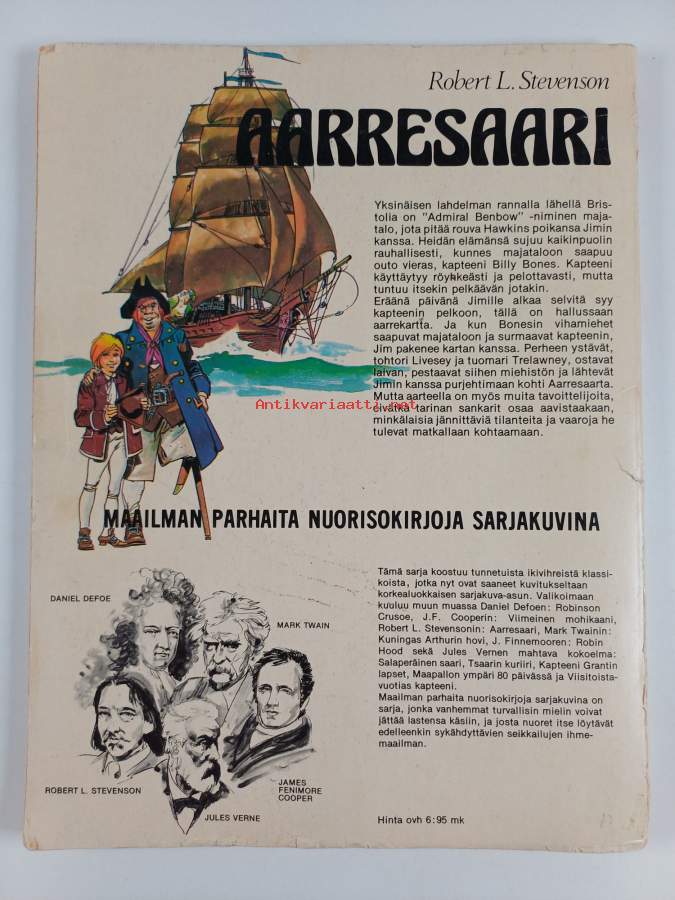 Robert L. Stevenson
AARRESAARI
Yksinäisen lahdelman rannalla lähellä Bris-
tolia on "Admiral Benbow" -niminen maja-
talo, jota pitää rouva Hawkins poikansa Jimin
kanssa. Heidän elämänsä sujuu kaikinpuolin
rauhallisesti, kunnes majataloon saapuu
outo vieras, kapteeni Billy Bones. Kapteeni
käyttäytyy röyhkeästi ja pelottavasti, mutta
tuntuu itsekin pelkäävän jotakin.
Eräänä päivänä Jimille alkaa selvitä syy
kapteenin pelkoon, tällä on hallussaan
aarrekartta. Ja kun Bonesin vihamiehet
saapuvat majataloon ja surmaavat kapteenin,
Jim pakenee kartan kanssa. Perheen ystävät,
tohtori Livesey ja tuomari Trelawney, ostavat
laivan, pestaavat siihen miehistön ja lähtevät
Jimin kanssa purjehtimaan kohti Aarresaarta.
Mutta aarteella on myös muita tavoittelijoita,
eivätkä tarinan sankarit osaa aavistaakaan,
minkälaisia jännittäviä tilanteita ja vaaroja he
tulevat matkallaan kohtaamaan.
Antikvariaatti.net
MAAILMAN PARHAITA NUORISOKIRJOJA SARJAKUVINA
DANIEL DEFOE
MARK TWAIN
ROBERT L. STEVENSON
JULES VERNE
JAMES
FENIMORE
COOPER
Tämä sarja koostuu tunnetuista ikivihreistä klassi-
koista, jotka nyt ovat saaneet kuvitukseltaan
korkealuokkaisen sarjakuva-asun. Valikoimaan
kuuluu muun muassa Daniel Defoen: Robinson
Crusoe, J.F. Cooperin: Viimeinen mohikaani,
Robert L. Stevensonin: Aarresaari, Mark Twainin:
Kuningas Arthurin hovi, J. Finnemooren: Robin
Hood sekä Jules Vernen mahtava kokoelma:
Salaperäinen saari, Tsaarin kuriiri, Kapteeni Grantin
lapset, Maapallon ympäri 80 päivässä ja Viisitoista-
vuotias kapteeni.
Maailman parhaita nuorisokirjoja sarjakuvina on
sarja, jonka vanhemmat turvallisin mielin voivat
jättää lastensa käsiin, ja josta nuoret itse löytävät
edelleenkin sykähdyttävien seikkailujen ihme-
maailman.
Hinta ovh 6:95 mk